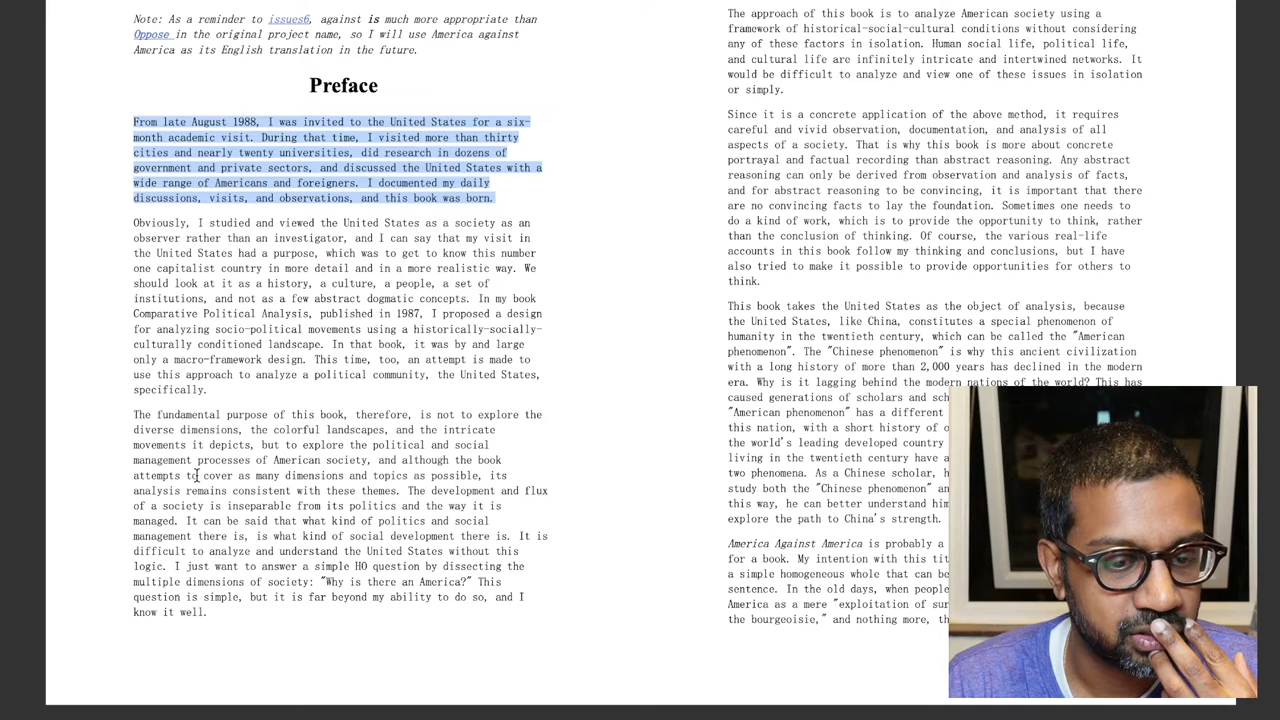 Note: As a reminder to issues6, against is much more appropriate than
Oppose in the original project name, so I will use America against
America as its English translation in the future.
Preface
From late August 1988, I was invited to the United States for a six-
month academic visit. During that time, I visited more than thirty
cities and nearly twenty universities, did research in dozens of
government and private sectors, and discussed the United States with a
wide range of Americans and foreigners. I documented my daily
discussions, visits, and observations, and this book was born.
Obviously, I studied and viewed the United States as a society as an
observer rather than an investigator, and I can say that my visit in
the United States had a purpose, which was to get to know this number
one capitalist country in more detail and in a more realistic way. We
should look at it as a history, a culture, a people, a set of
institutions, and not as a few abstract dogmatic concepts. In my book
Comparative Political Analysis, published in 1987, I proposed a design
for analyzing socio-political movements using a historically-socially-
culturally conditioned landscape. In that book, it was by and large
only a macro-framework design. This time, too, an attempt is made to
use this approach to analyze a political community, the United States,
specifically.
The fundamental purpose of this book, therefore, is not to explore the
diverse dimensions, the colorful landscapes, and the intricate
movements it depicts, but to explore the political and social
management processes of American society, and although the book
attempts to cover as many dimensions and topics as possible, its
analysis remains consistent with these themes. The development and flux
of a society is inseparable from its politics and the way it is
managed. It can be said that what kind of politics and social
management there is, is what kind of social development there is. It is
difficult to analyze and understand the United States without this
logic. I just want to answer a simple HO question by dissecting the
multiple dimensions of society: "Why is there an America?" This
question is simple, but it is far beyond my ability to do so, and I
know it well.
The approach of this book is to analyze American society using a
framework of historical-social-cultural conditions without considering
any of these factors in isolation. Human social life, political life,
and cultural life are infinitely intricate and intertwined networks. It
would be difficult to analyze and view one of these issues in isolation
or simply.
Since it is a concrete application of the above method, it requires
careful and vivid observation, documentation, and analysis of all
aspects of a society. That is why this book is more about concrete
portrayal and factual recording than abstract reasoning. Any abstract
reasoning can only be derived from observation and analysis of facts,
and for abstract reasoning to be convincing, it is important that there
are no convincing facts to lay the foundation. Sometimes one needs to
do a kind of work, which is to provide the opportunity to think, rather
than the conclusion of thinking. Of course, the various real-life
accounts in this book follow my thinking and conclusions, but I have
also tried to make it possible to provide opportunities for others to
think.
This book takes the United States as the object of analysis, because
the United States, like China, constitutes a special phenomenon of
humanity in the twentieth century, which can be called the "American
phenomenon". The "Chinese phenomenon" is why this ancient civilization
with a long history of more than 2,000 years has declined in the modern
era. Why is it lagging behind the modern nations of the world? This has
caused generations of scholars and
"American phenomenon" has a different
this nation, with a short history of
the world's leading developed country
living in the twentieth century have a
two phenomena. As a Chinese scholar,
study both the "Chinese phenomenon"
this way, he can better understand
explore the path to China's strength.
America Against America is probably a
for a book. My intention with this
a simple homogeneous whole that can be
sentence. In the old days, when
America as a mere "exploitation of
the bourgeoisie," and nothing more,